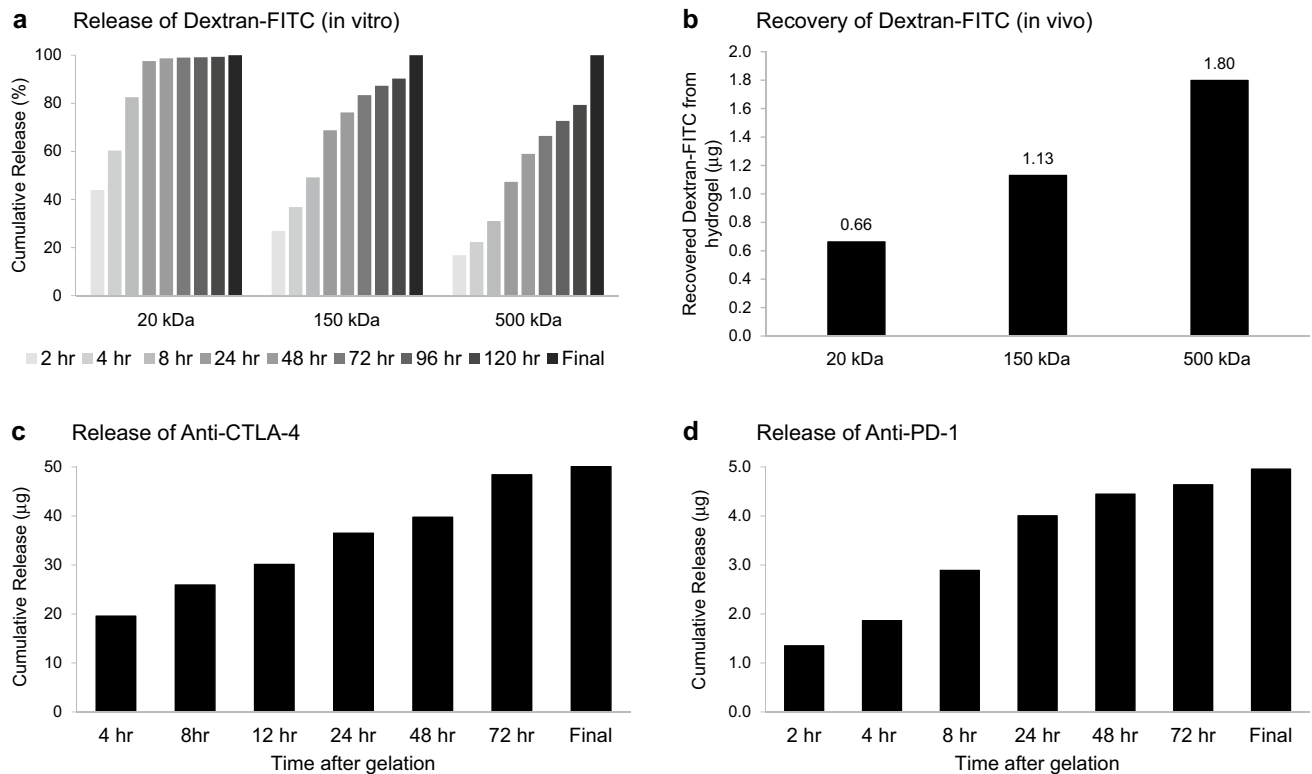 a Release of Dextran-FITC (in vitro)
Cumulative Release (%)
100
80
60
40
20
0
20 kDa 150 kDa 500 kDa
2 hr 4 hr 8 hr 24 hr 48 hr 72 hr 96 hr 120 hr Final
b Recovery of Dextran-FITC (in vivo)
Recovered Dextran-FITC from
hydrogel (μg)
2.0
1.8
1.6
1.4
1.2
1.0
0.8
0.6
0.4
0.2
0.0
0.66
1.13
1.80
20 kDa 150 kDa 500 kDa
c Release of Anti-CTLA-4
Cumulative Release (μg)
50
40
30
20
10
0
4 hr 8hr 12 hr 24 hr 48 hr 72 hr Final
Time after gelation
d Release of Anti-PD-1
Cumulative Release (μg)
5.0
4.0
3.0
2.0
1.0
0.0
2 hr 4 hr 8 hr 24 hr 48 hr 72 hr Final
Time after gelation